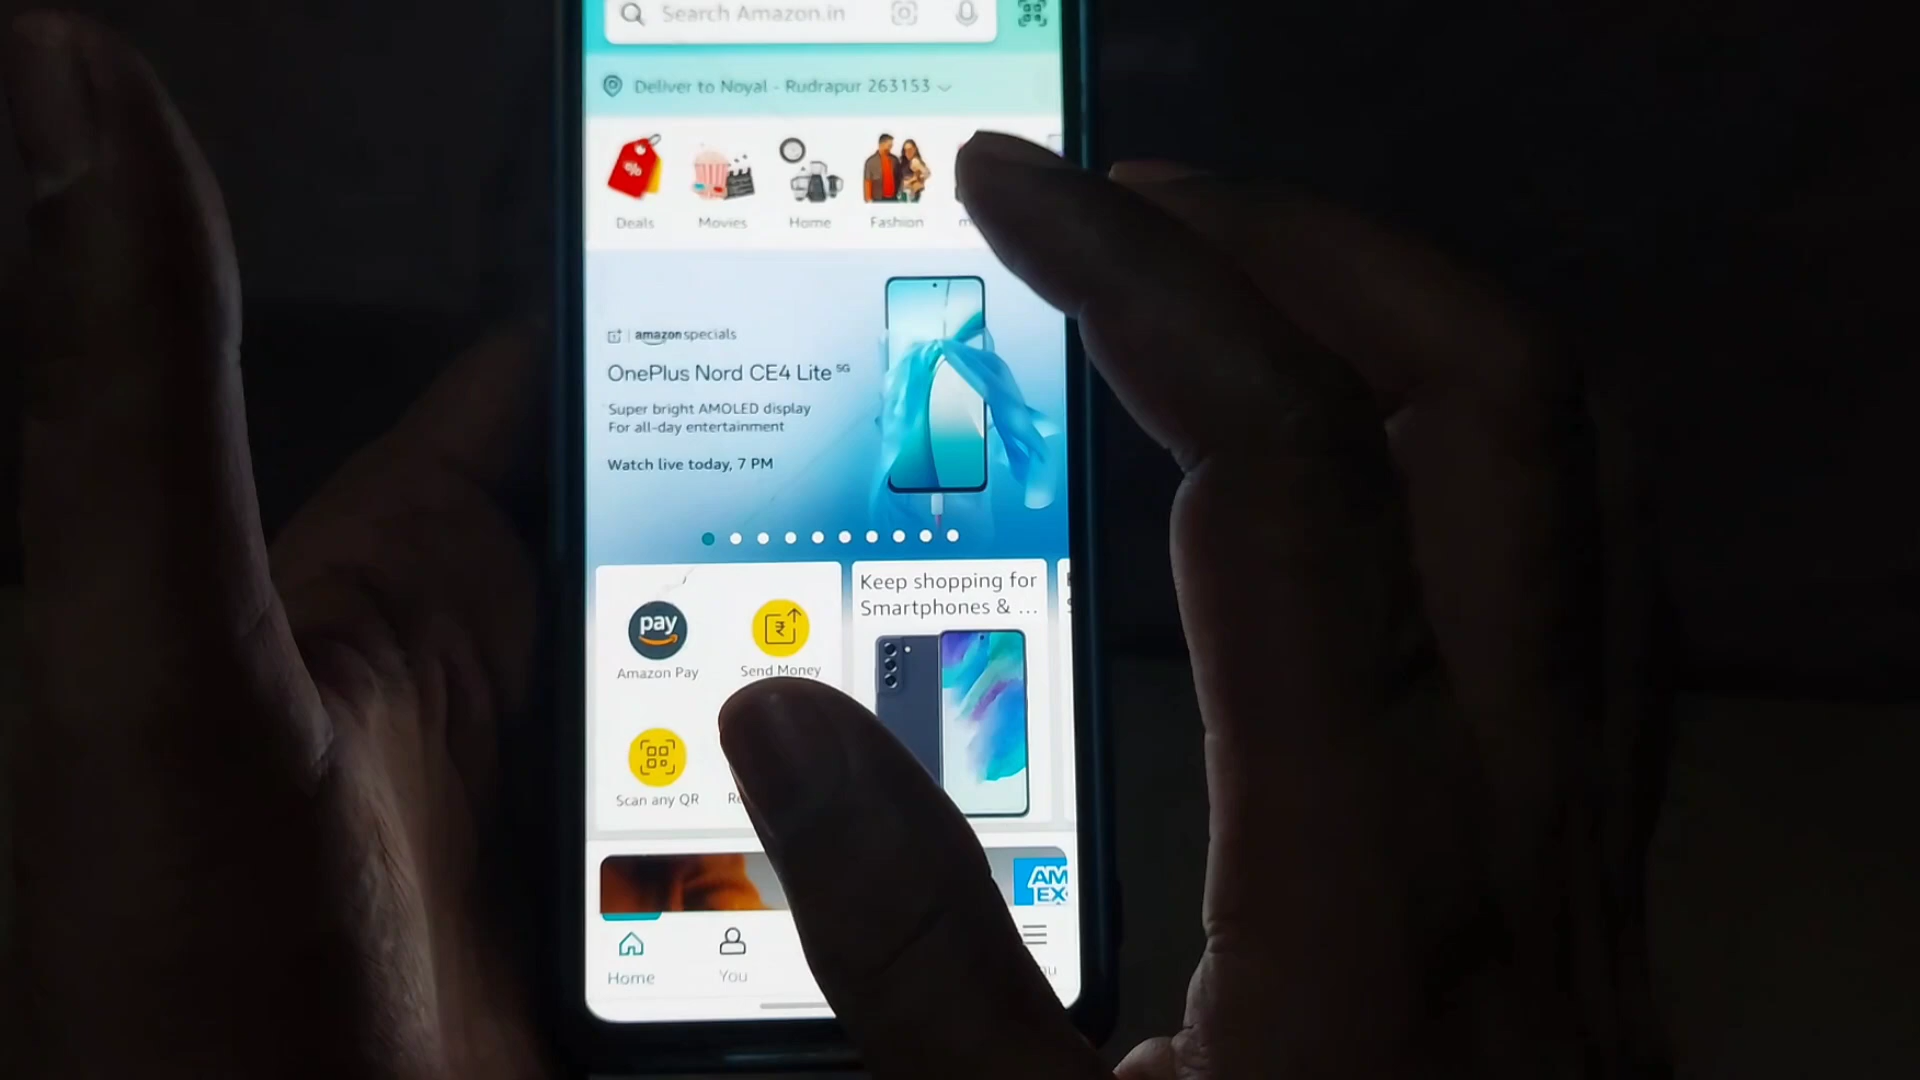 Search Amazon.in
Deliver to Noyal - Rudrapur 263153
Deals
Movies
Home
Fashion
amazon specials
OnePlus Nord CE4 Lite 5G
Super bright AMOLED display
For all-day entertainment
Watch live today, 7 PM
Keep shopping for
Smartphones & ...
pay
Amazon Pay
Send Money
Scan any QR
AM
EX
Home
You